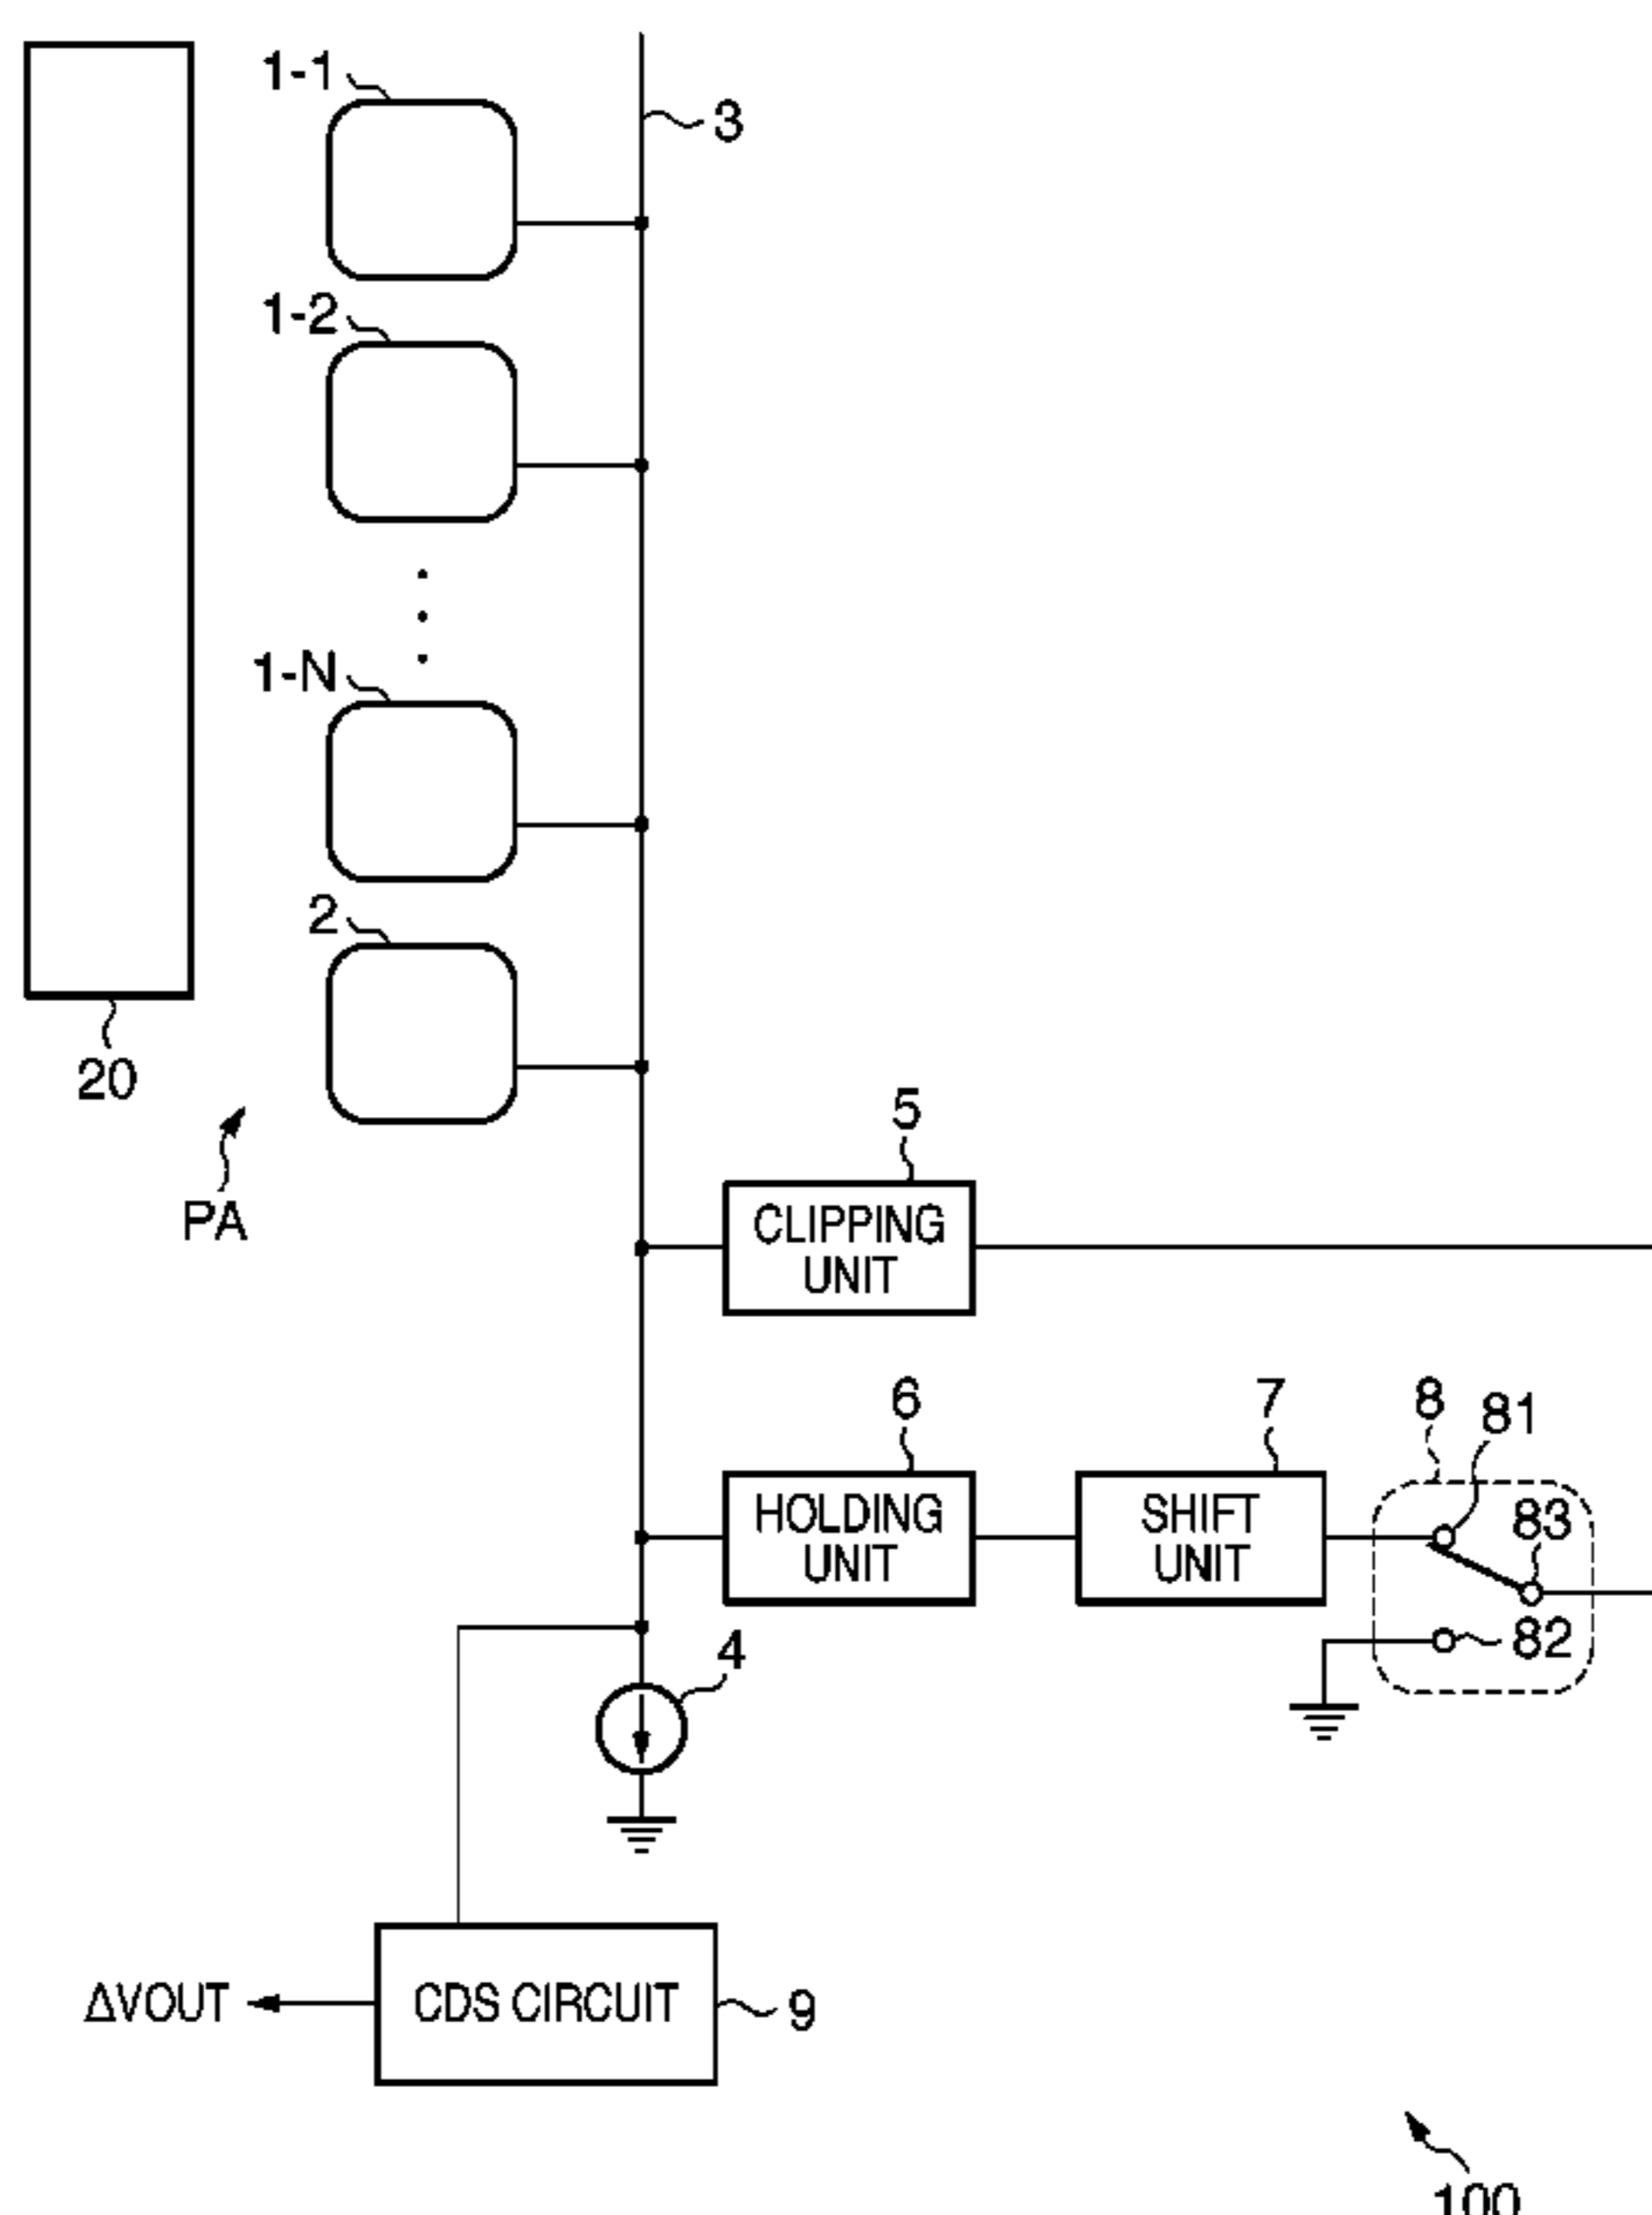 1-1
3
1-2
1-N
2
20
PA
5
CLIPPING
UNIT
6
7
8
81
HOLDING
UNIT
SHIFT
UNIT
83
82
4
ΔVOUT
CDS CIRCUIT
9
100